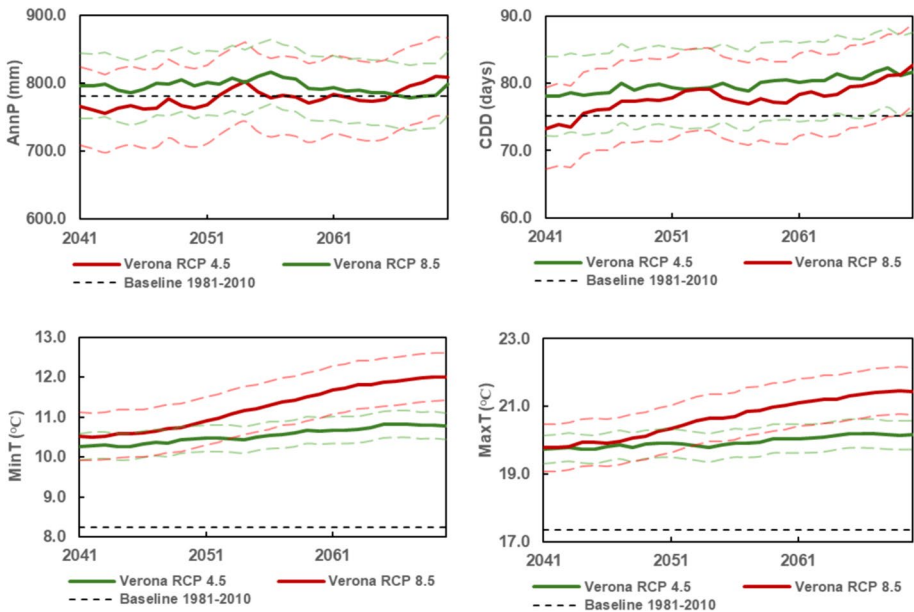 900.0
800.0
700.0
600.0
AnnP (mm)
2041 2051 2061
Verona RCP 4.5 Verona RCP 8.5
Baseline 1981-2010
90.0
80.0
70.0
60.0
CDD (days)
2041 2051 2061
Verona RCP 4.5 Verona RCP 8.5
Baseline 1981-2010
13.0
12.0
11.0
10.0
9.0
8.0
MinT (°C)
2041 2051 2061
Verona RCP 4.5 Verona RCP 8.5
Baseline 1981-2010
23.0
21.0
19.0
17.0
MaxT (°C)
2041 2051 2061
Verona RCP 4.5 Verona RCP 8.5
Baseline 1981-2010